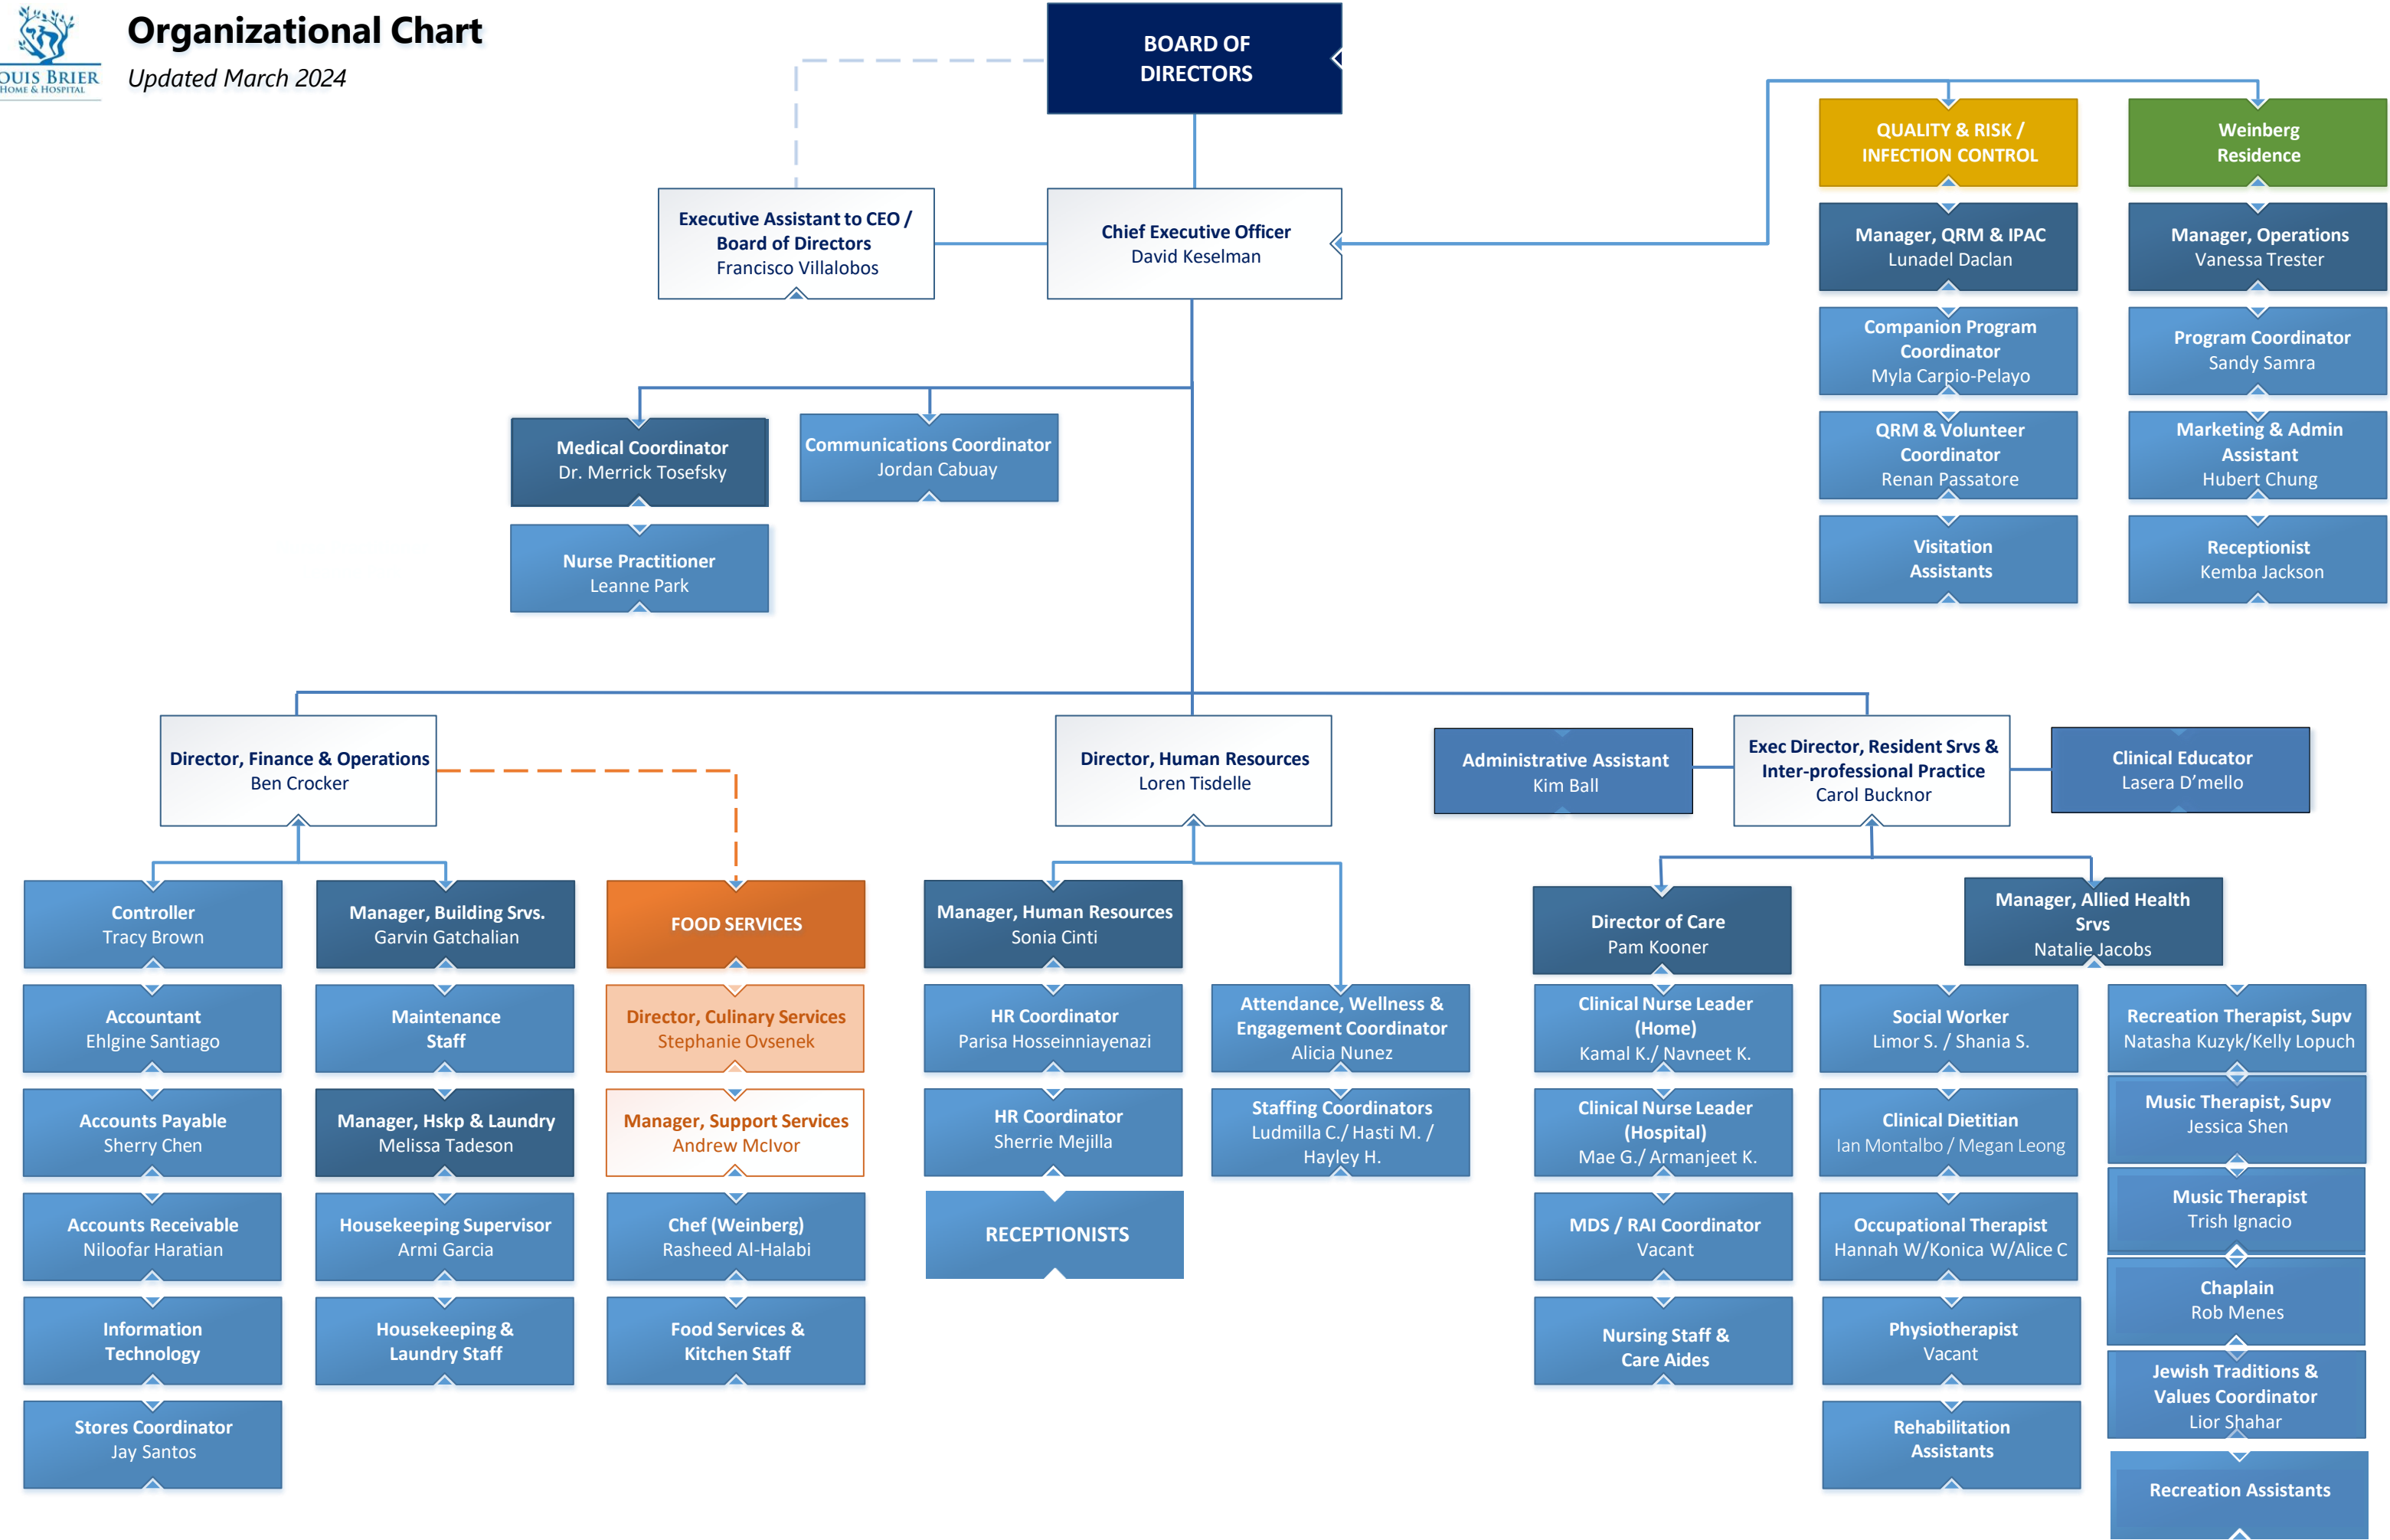 Organizational Chart
Updated March 2024
OUIS BRIER
HOME & HOSPITAL
BOARD OF
DIRECTORS
Executive Assistant to CEO /
Board of Directors
Francisco Villalobos
Chief Executive Officer
David Keselman
QUALITY & RISK /
INFECTION CONTROL
Manager, QRM & IPAC
Lunadel Daclan
Companion Program
Coordinator
Myla Carpio-Pelayo
QRM & Volunteer
Coordinator
Renan Passatore
Visitation
Assistants
Weinberg
Residence
Manager, Operations
Vanessa Trester
Program Coordinator
Sandy Samra
Marketing & Admin
Assistant
Hubert Chung
Receptionist
Kemba Jackson
Medical Coordinator
Dr. Merrick Tosefsky
Nurse Practitioner
Leanne Park
Communications Coordinator
Jordan Cabuay
Director, Finance & Operations
Ben Crocker
Controller
Tracy Brown
Accountant
Ehlgine Santiago
Accounts Payable
Sherry Chen
Accounts Receivable
Niloofar Haratian
Information
Technology
Stores Coordinator
Jay Santos
Manager, Building Srvs.
Garvin Gatchalian
Maintenance
Staff
Manager, Hskp & Laundry
Melissa Tadeson
Housekeeping Supervisor
Armi Garcia
Housekeeping &
Laundry Staff
FOOD SERVICES
Director, Culinary Services
Stephanie Ovsenek
Manager, Support Services
Andrew McIvor
Chef (Weinberg)
Rasheed Al-Halabi
Food Services &
Kitchen Staff
Director, Human Resources
Loren Tisdelle
Manager, Human Resources
Sonia Cinti
HR Coordinator
Parisa Hosseinniayenazi
HR Coordinator
Sherrie Mejilla
RECEPTIONISTS
Attendance, Wellness &
Engagement Coordinator
Alicia Nunez
Staffing Coordinators
Ludmilla C./ Hasti M. /
Hayley H.
Administrative Assistant
Kim Ball
Exec Director, Resident Srvs &
Inter-professional Practice
Carol Bucknor
Clinical Educator
Lasera D’mello
Director of Care
Pam Kooner
Clinical Nurse Leader
(Home)
Kamal K./ Navneet K.
Clinical Nurse Leader
(Hospital)
Mae G./ Armanjeet K.
MDS / RAI Coordinator
Vacant
Nursing Staff &
Care Aides
Manager, Allied Health
Srvs
Natalie Jacobs
Social Worker
Limor S. / Shania S.
Clinical Dietitian
Ian Montalbo / Megan Leong
Occupational Therapist
Hannah W/Konica W/Alice C
Physiotherapist
Vacant
Rehabilitation
Assistants
Recreation Therapist, Supv
Natasha Kuzyk/Kelly Lopuch
Music Therapist, Supv
Jessica Shen
Music Therapist
Trish Ignacio
Chaplain
Rob Menes
Jewish Traditions &
Values Coordinator
Lior Shahar
Recreation Assistants